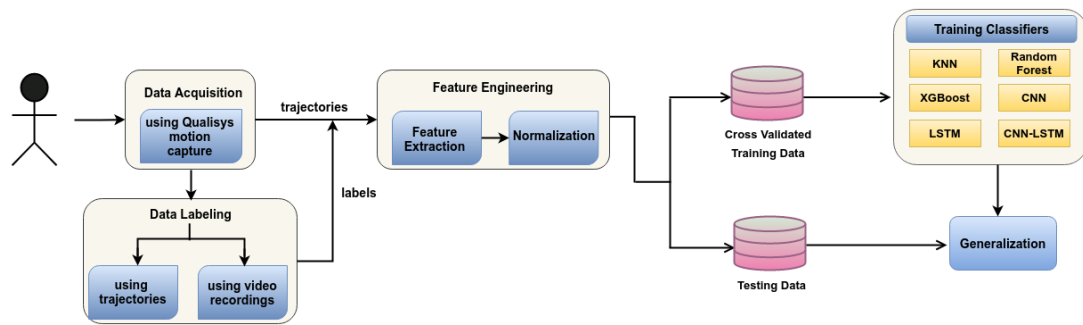 Data Acquisition
using Qualisys
motion
capture
trajectories
labels
Data Labeling
using
trajectories
using video
recordings
Feature Engineering
Feature
Extraction
Normalization
Cross Validated
Training Data
Testing Data
Training Classifiers
KNN
Random
Forest
XGBoost
CNN
LSTM
CNN-LSTM
Generalization